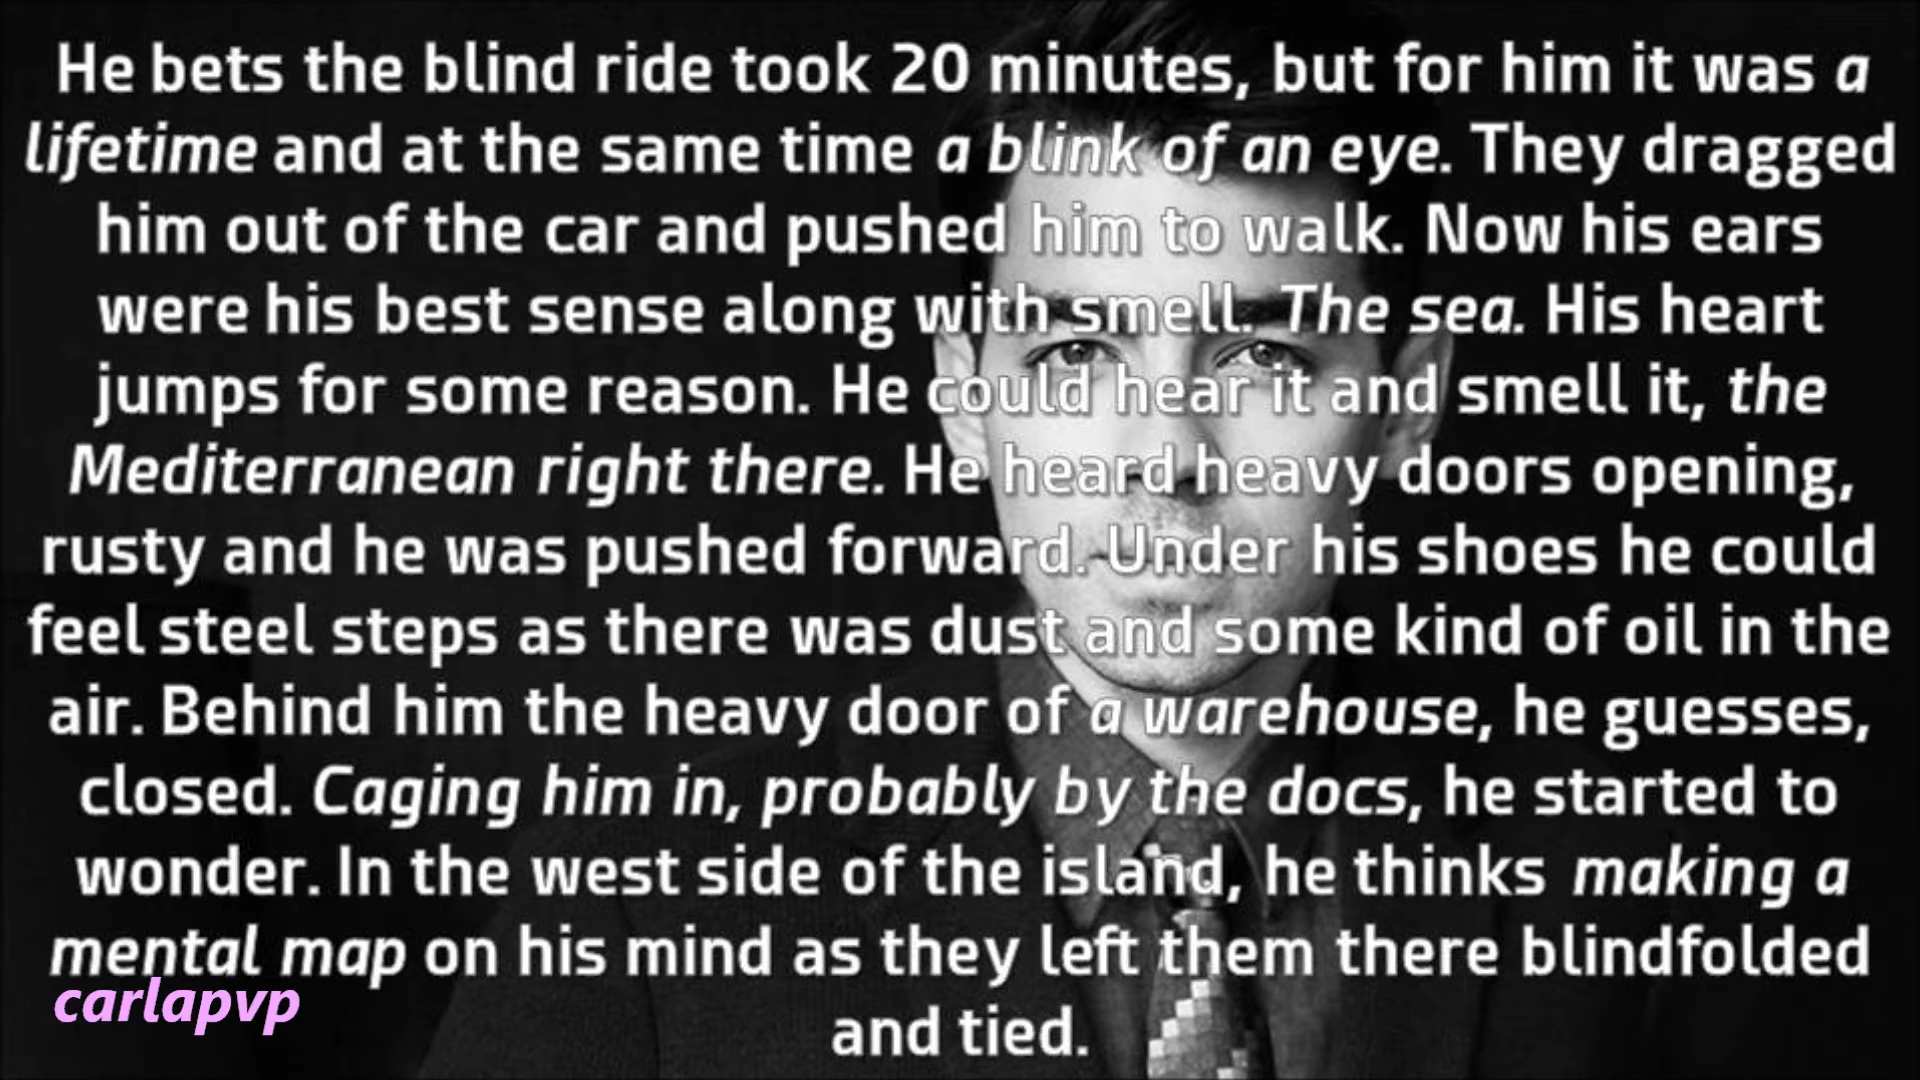 He bets the blind ride took 20 minutes, but for him it was a
lifetime and at the same time a blink of an eye. They dragged
him out of the car and pushed him to walk. Now his ears
were his best sense along with smell. The sea. His heart
jumps for some reason. He could hear it and smell it, the
Mediterranean right there. He heard heavy doors opening,
rusty and he was pushed forward. Under his shoes he could
feel steel steps as there was dust and some kind of oil in the
air. Behind him the heavy door of a warehouse, he guesses,
closed. Caging him in, probably by the docs, he started to
wonder. In the west side of the island, he thinks making a
mental map on his mind as they left them there blindfolded
and tied.
carlapvp